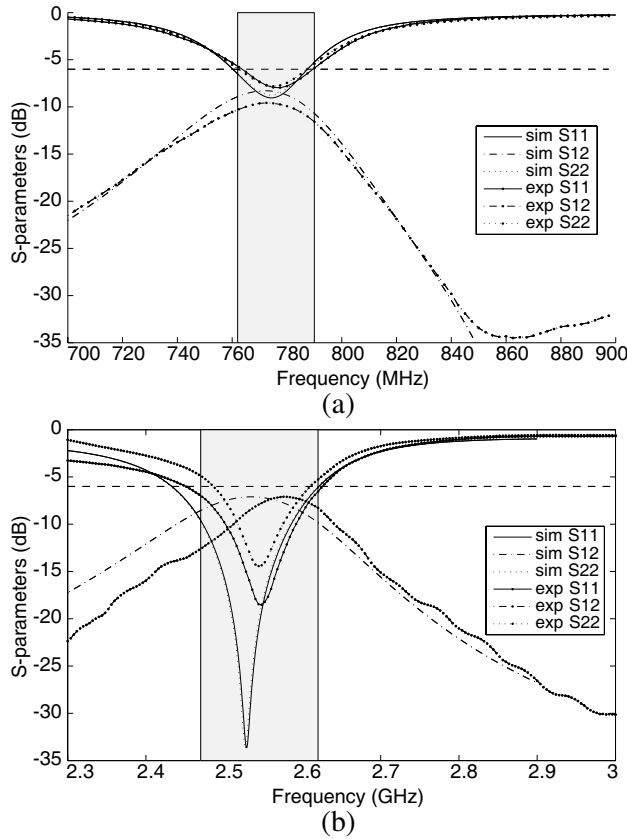 0
-5
-10
-15
-20
-25
-30
-35
S-parameters (dB)
sim S11
sim S12
sim S22
exp S11
exp S12
exp S22
700 720 740 760 780 800 820 840 860 880 900
Frequency (MHz)
(a)
0
-5
-10
-15
-20
-25
-30
-35
S-parameters (dB)
sim S11
sim S12
sim S22
exp S11
exp S12
exp S22
2.3 2.4 2.5 2.6 2.7 2.8 2.9 3
Frequency (GHz)
(b)